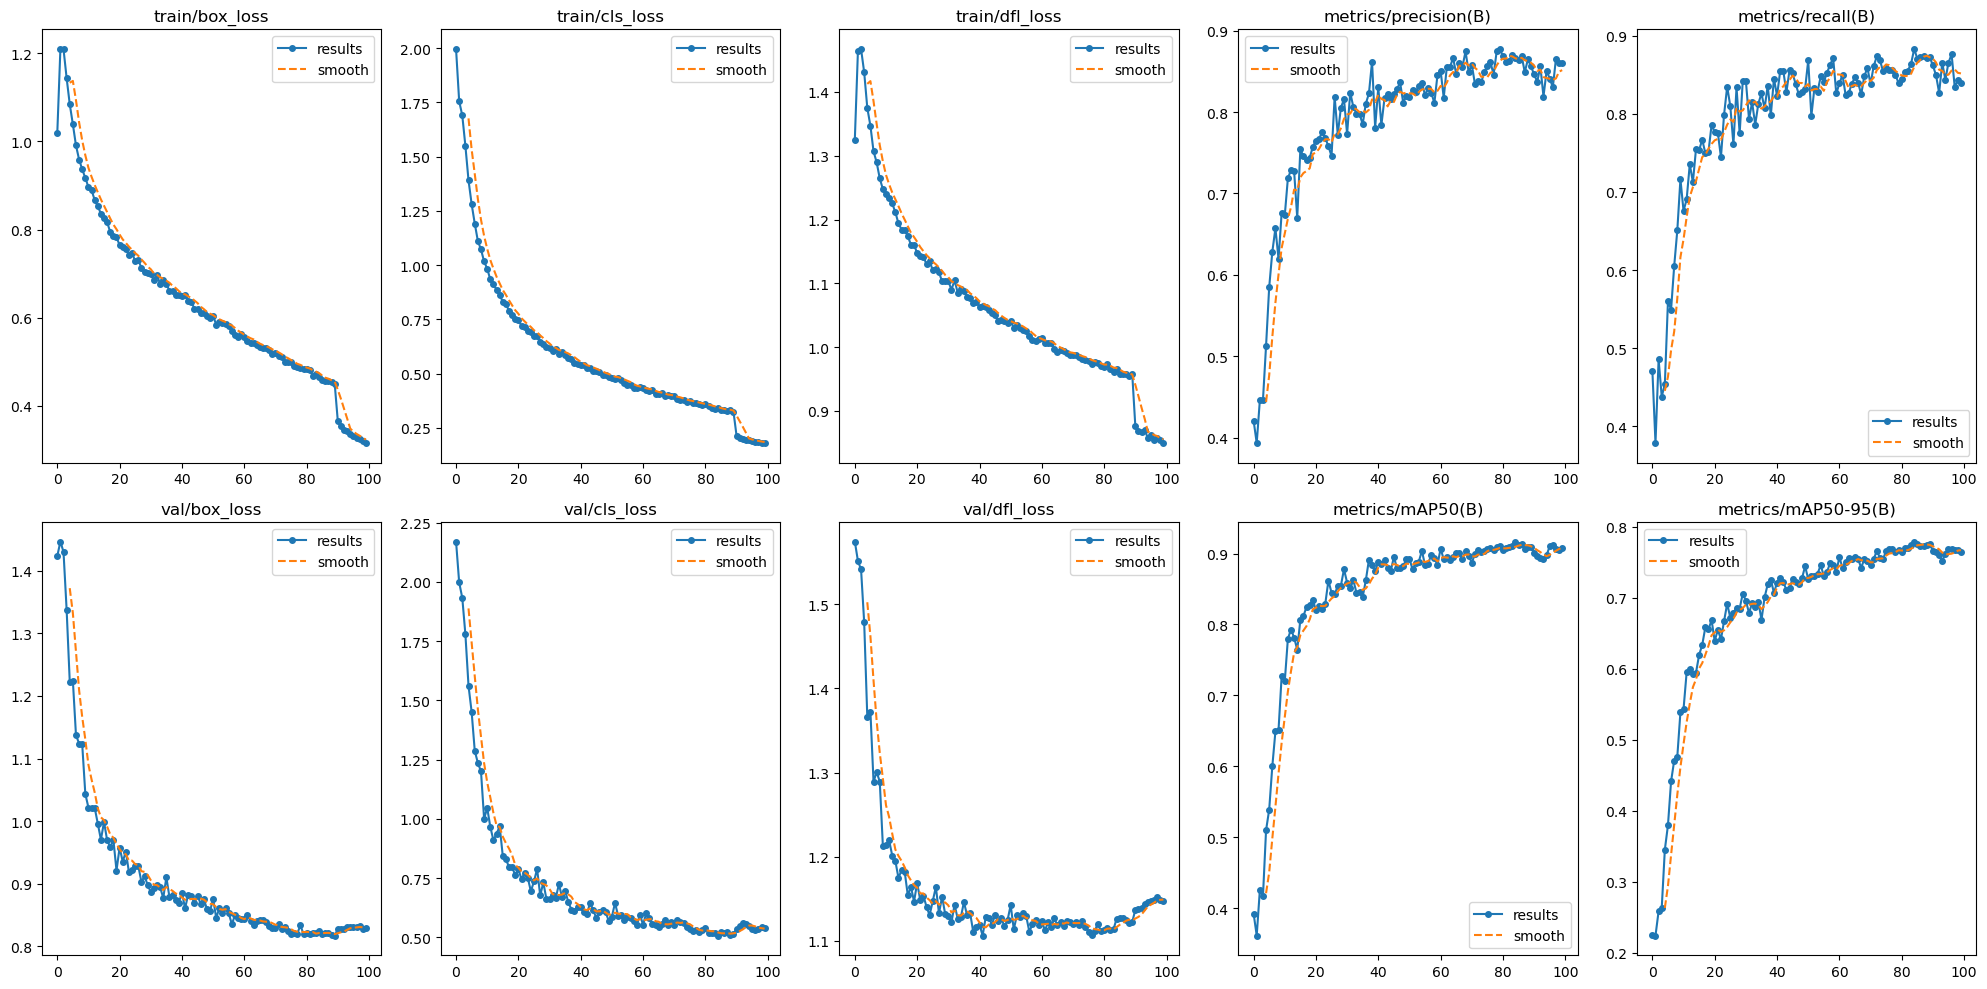 train/box_loss
results
smooth
1.2
1.0
0.8
0.6
0.4
0 20 40 60 80 100
train/cls_loss
results
smooth
2.00
1.75
1.50
1.25
1.00
0.75
0.50
0.25
0 20 40 60 80 100
train/dfl_loss
results
smooth
1.4
1.3
1.2
1.1
1.0
0.9
0 20 40 60 80 100
metrics/precision(B)
results
smooth
0.9
0.8
0.7
0.6
0.5
0.4
0 20 40 60 80 100
metrics/recall(B)
0.9
0.8
0.7
0.6
0.5
0.4
results
smooth
0 20 40 60 80 100
val/box_loss
results
smooth
1.4
1.3
1.2
1.1
1.0
0.9
0.8
0 20 40 60 80 100
val/cls_loss
results
smooth
2.25
2.00
1.75
1.50
1.25
1.00
0.75
0.50
0 20 40 60 80 100
val/dfl_loss
results
smooth
1.5
1.4
1.3
1.2
1.1
0 20 40 60 80 100
metrics/mAP50(B)
0.9
0.8
0.7
0.6
0.5
0.4
results
smooth
0 20 40 60 80 100
metrics/mAP50-95(B)
results
smooth
0.8
0.7
0.6
0.5
0.4
0.3
0.2
0 20 40 60 80 100